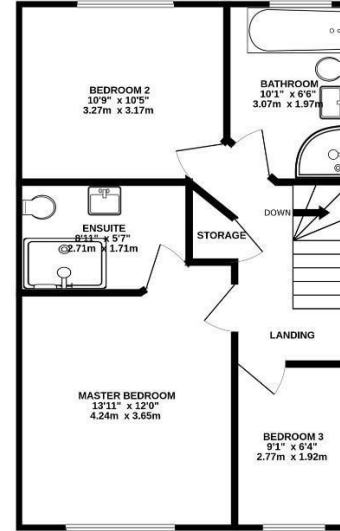 BEDROOM 2
10'9" x 10'5"
3.27m x 3.17m
BATHROOM
10'1" x 6'6"
3.07m x 1.97m
ENSUITE
8'11" x 5'7"
2.71m x 1.71m
STORAGE
DOWN
LANDING
MASTER BEDROOM
13'11" x 12'0"
4.24m x 3.65m
BEDROOM 3
9'1" x 6'4"
2.77m x 1.92m